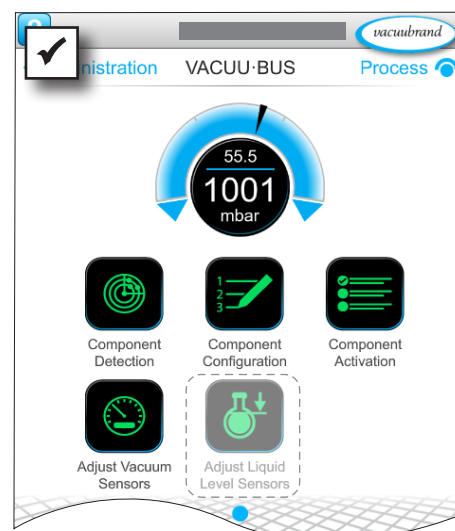 vacuubrand
nistration VACUU·BUS Process
55.5
1001
mbar
1
2
3
Component
Detection
Component
Configuration
Component
Activation
Adjust Vacuum
Sensors
Adjust Liquid
Level Sensors